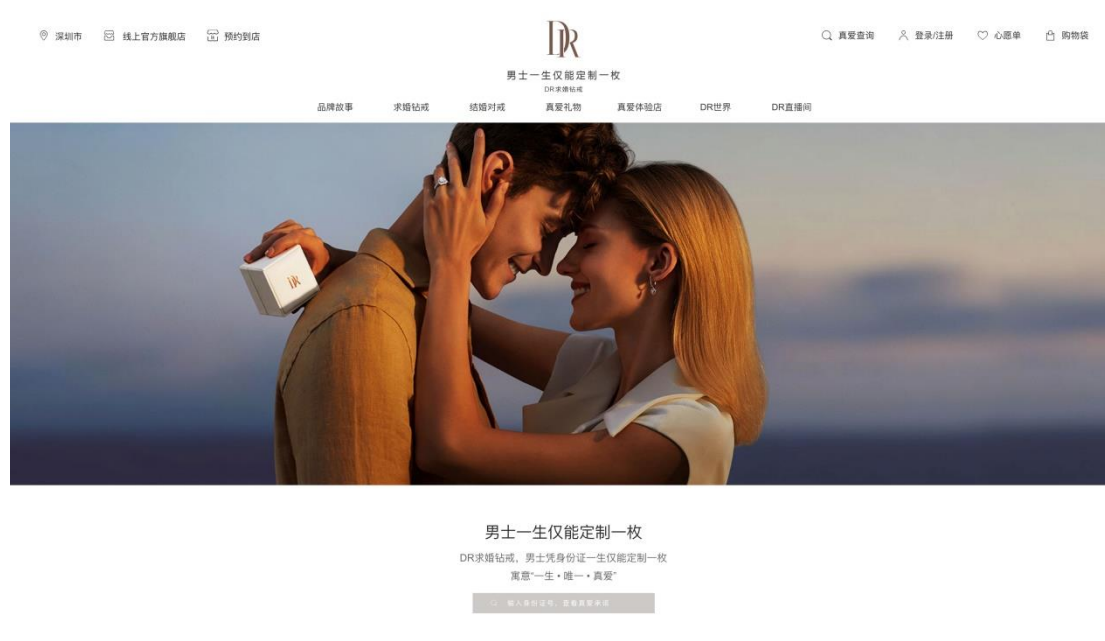 深圳市
线上官方旗舰店
预约到店
DR
真爱查询
登录/注册
心愿单
购物袋
男士一生仅能定制一枚
DR求婚钻戒
品牌故事
求婚钻戒
结婚对戒
真爱礼物
真爱体验店
DR世界
DR直播间
DR
男士一生仅能定制一枚
DR求婚钻戒，男士凭身份证一生仅能定制一枚
寓意“一生·唯一·真爱”
输入身份证号，查看真爱承诺